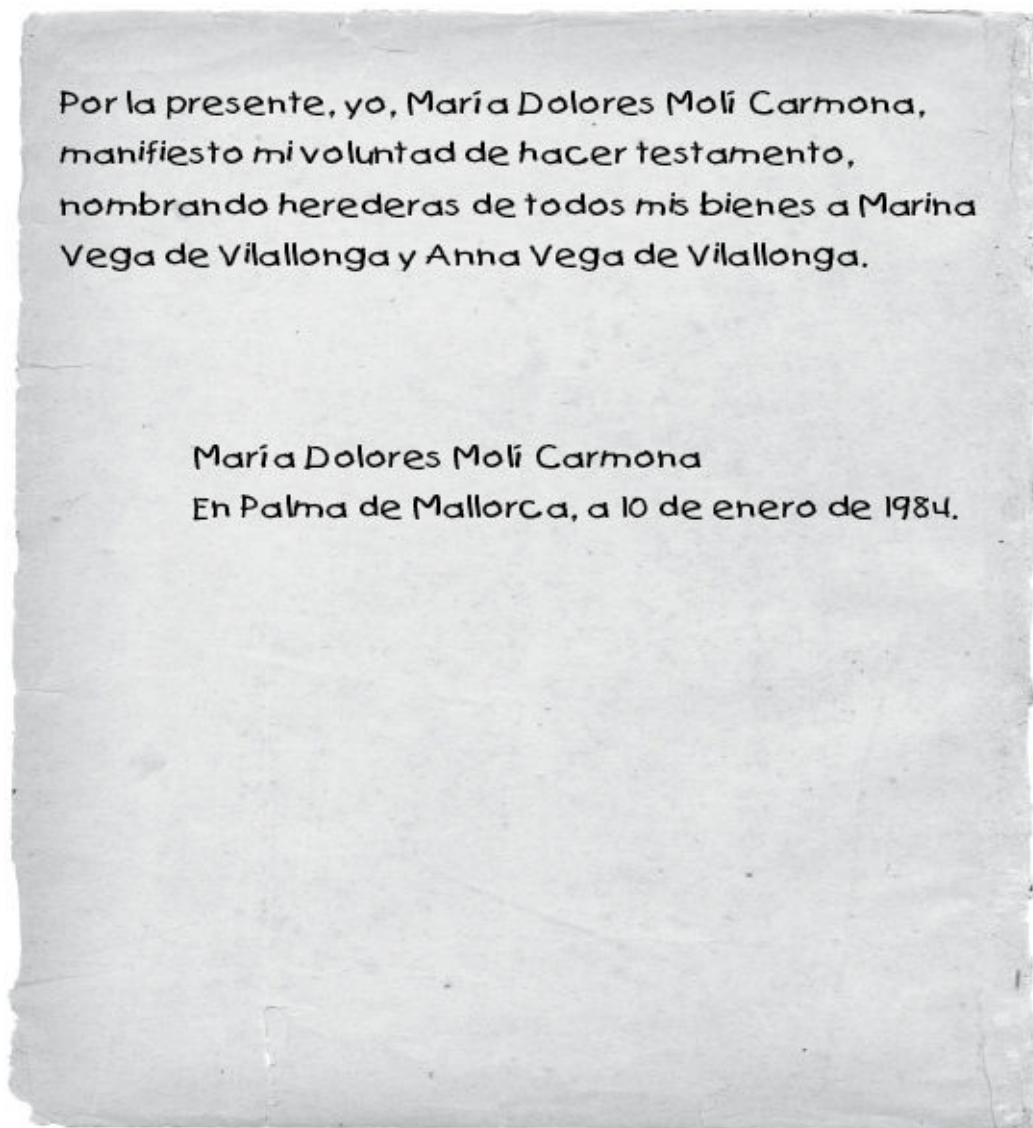 Por la presente, yo, María Dolores Molí Carmona,
manifiesto mi voluntad de hacer testamento,
nombrando herederas de todos mis bienes a Marina
Vega de Vilallonga y Anna Vega de Vilallonga.
María Dolores Molí Carmona
En Palma de Mallorca, a 10 de enero de 1984.